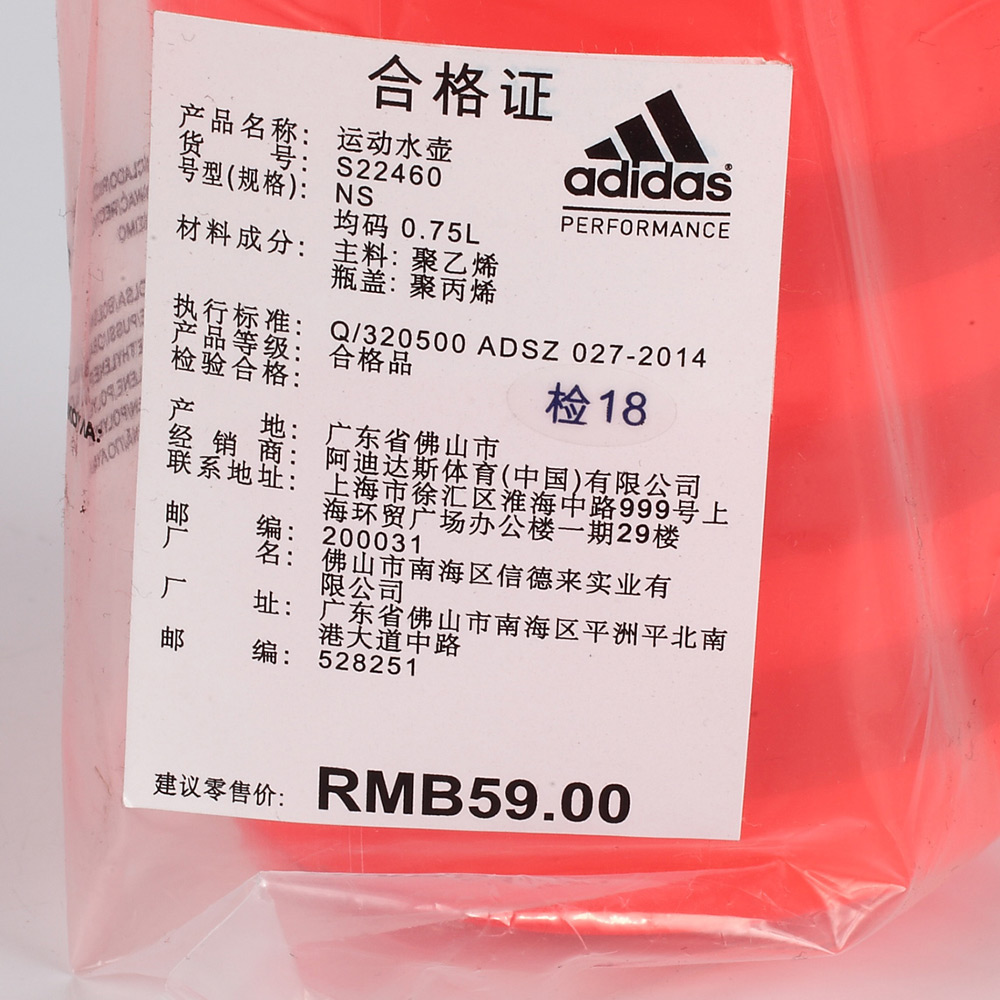 合格证
adidas®
PERFORMANCE
产品名称: 运动水壶
货 号: S22460
号型(规格): NS
均码 0.75L
材料成分: 主料: 聚乙烯
瓶盖: 聚丙烯
执行标准: Q/320500 ADSZ 027-2014
产品等级: 合格品
检验合格: 检18
产 地: 广东省佛山市
经 销 商: 阿迪达斯体育(中国)有限公司
联系地址: 上海市徐汇区淮海中路999号上
海环贸广场办公楼一期29楼
邮 编: 200031
厂 名: 佛山市南海区信德来实业有
限公司
厂 址: 广东省佛山市南海区平洲平北南
港大道中路
邮 编: 528251
建议零售价: RMB59.00